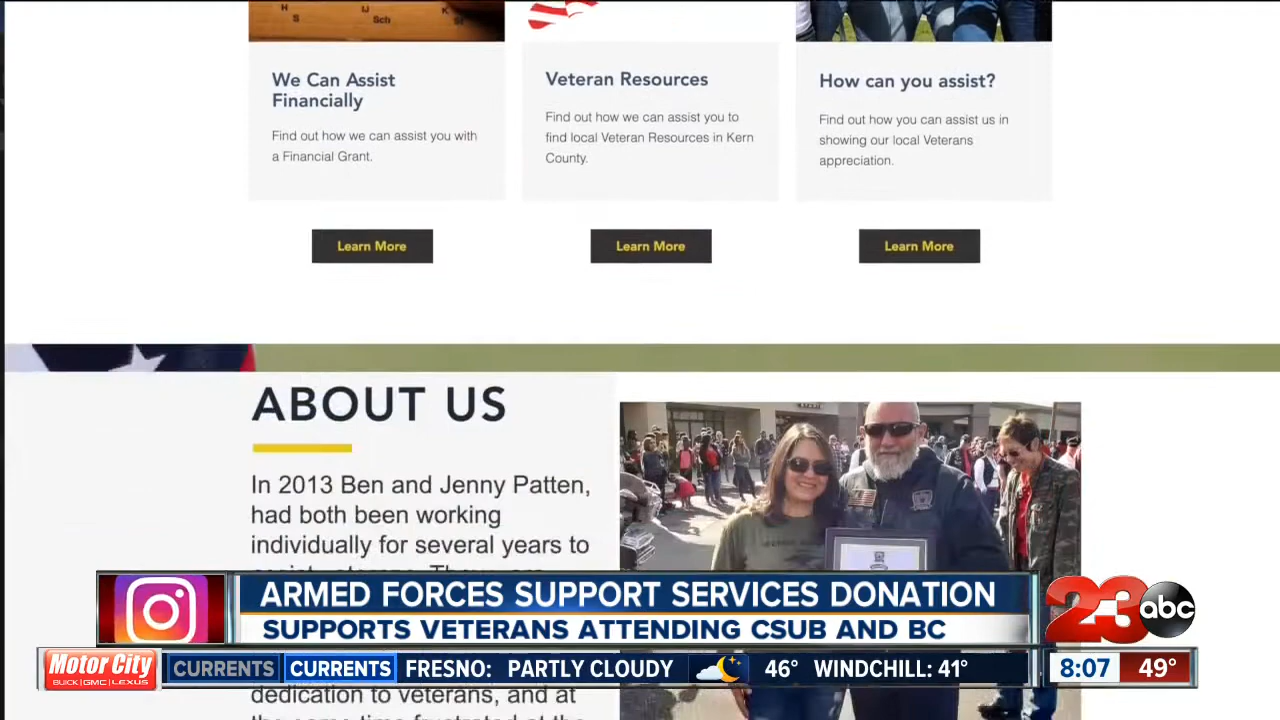 H
S
IJ
Sch
K
We Can Assist
Financially
Find out how we can assist you with
a Financial Grant.
Learn More
Veteran Resources
Find out how we can assist you to
find local Veteran Resources in Kern
County.
Learn More
How can you assist?
Find out how you can assist us in
showing our local Veterans
appreciation.
Learn More
ABOUT US
In 2013 Ben and Jenny Patten,
had both been working
individually for several years to
ARMED FORCES SUPPORT SERVICES DONATION
SUPPORTS VETERANS ATTENDING CSUB AND BC
23 abc
Motor City
BUICK|GMC|LEXUS
CURRENTS CURRENTS FRESNO: PARTLY CLOUDY 46° WINDCHILL: 41°
8:07 49°
dedication to veterans, and at